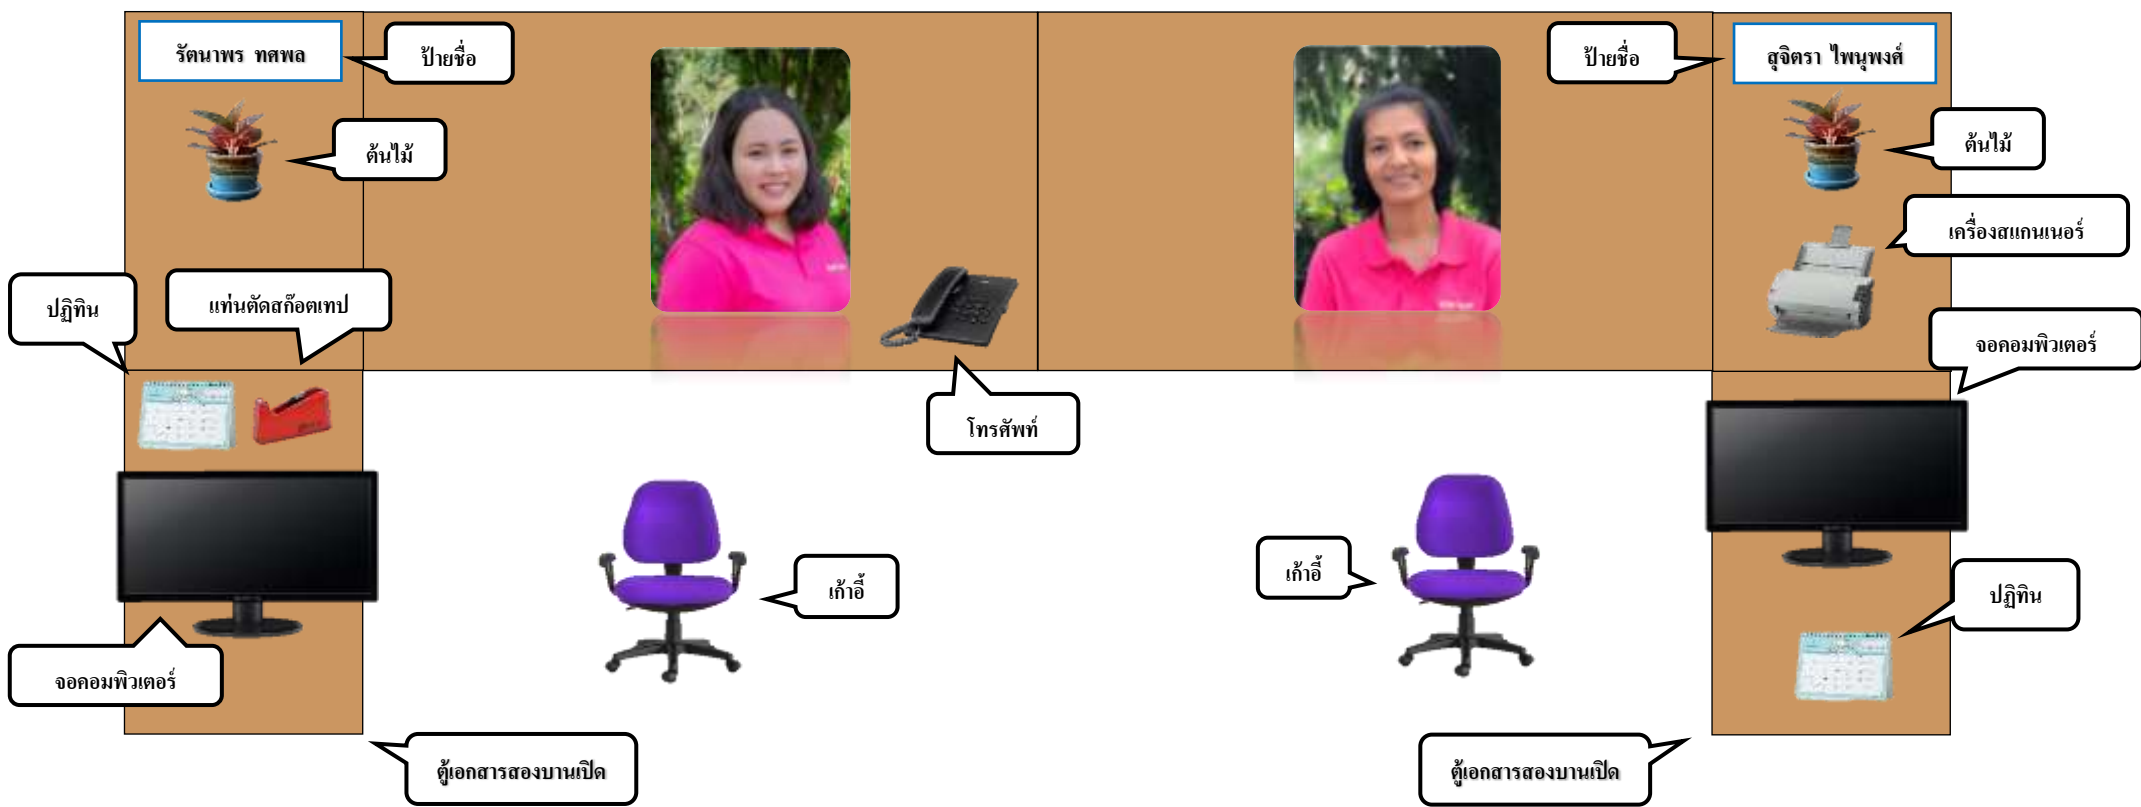 รัตนาพร ทศพล
ป้ายชื่อ
ป้ายชื่อ
สุจิตรา ไพนุพงศ์
ต้นไม้
ต้นไม้
เครื่องสแกนเนอร์
ปฏิทิน
แท่นตัดสก๊อตเทป
จอคอมพิวเตอร์
โทรศัพท์
เก้าอี้
เก้าอี้
ปฏิทิน
จอคอมพิวเตอร์
ตู้เอกสารสองบานเปิด
ตู้เอกสารสองบานเปิด